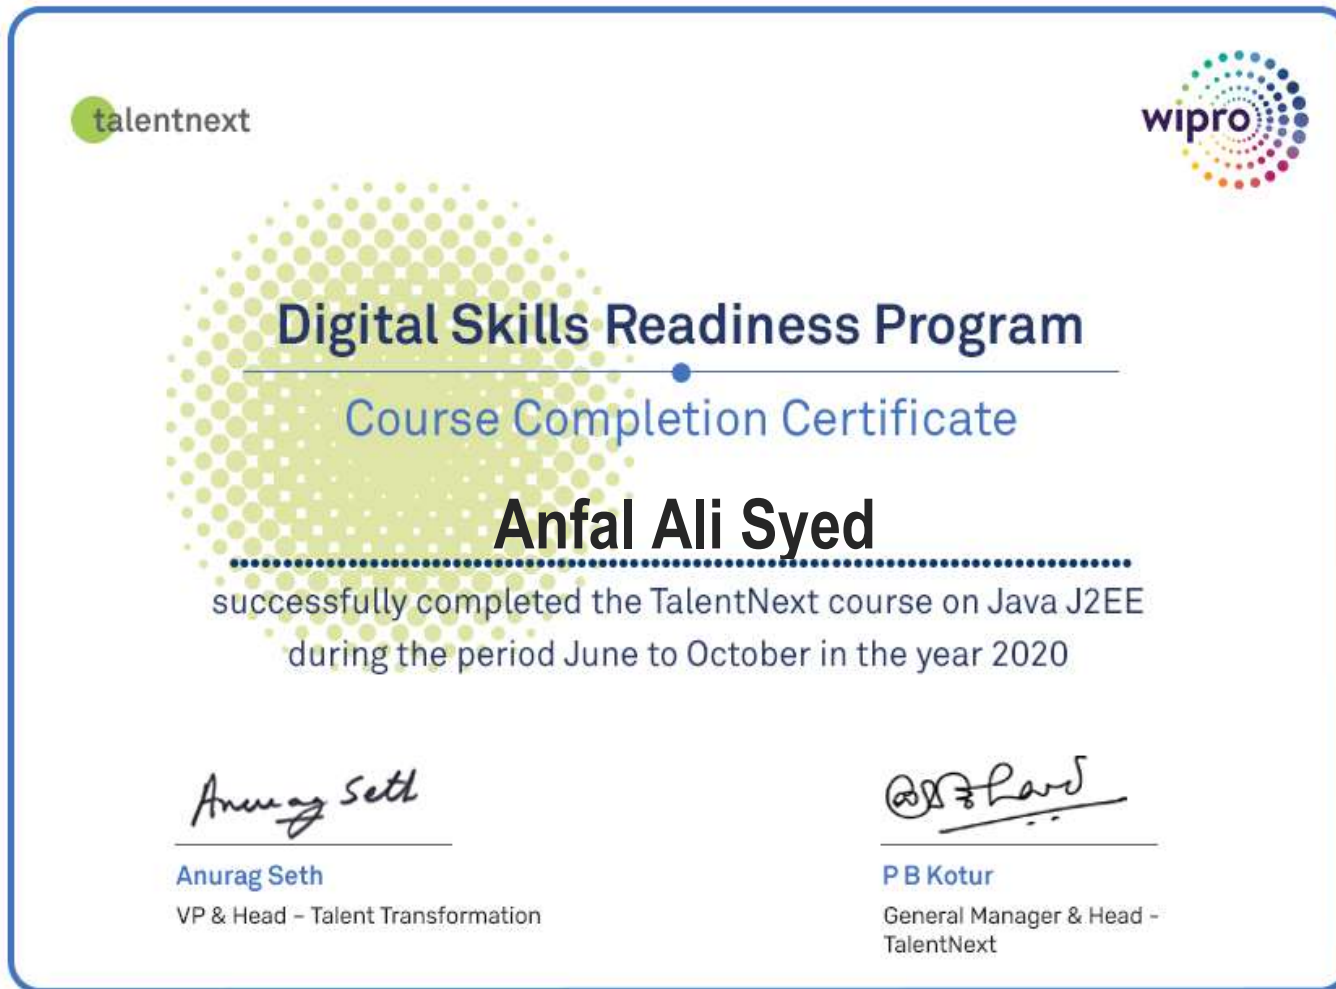 talentnext
wipro
Digital Skills Readiness Program
Course Completion Certificate
Anfal Ali Syed
successfully completed the TalentNext course on Java J2EE
during the period June to October in the year 2020
Anurag Seth
Anurag Seth
VP & Head – Talent Transformation
P B Kotur
General Manager & Head -
TalentNext